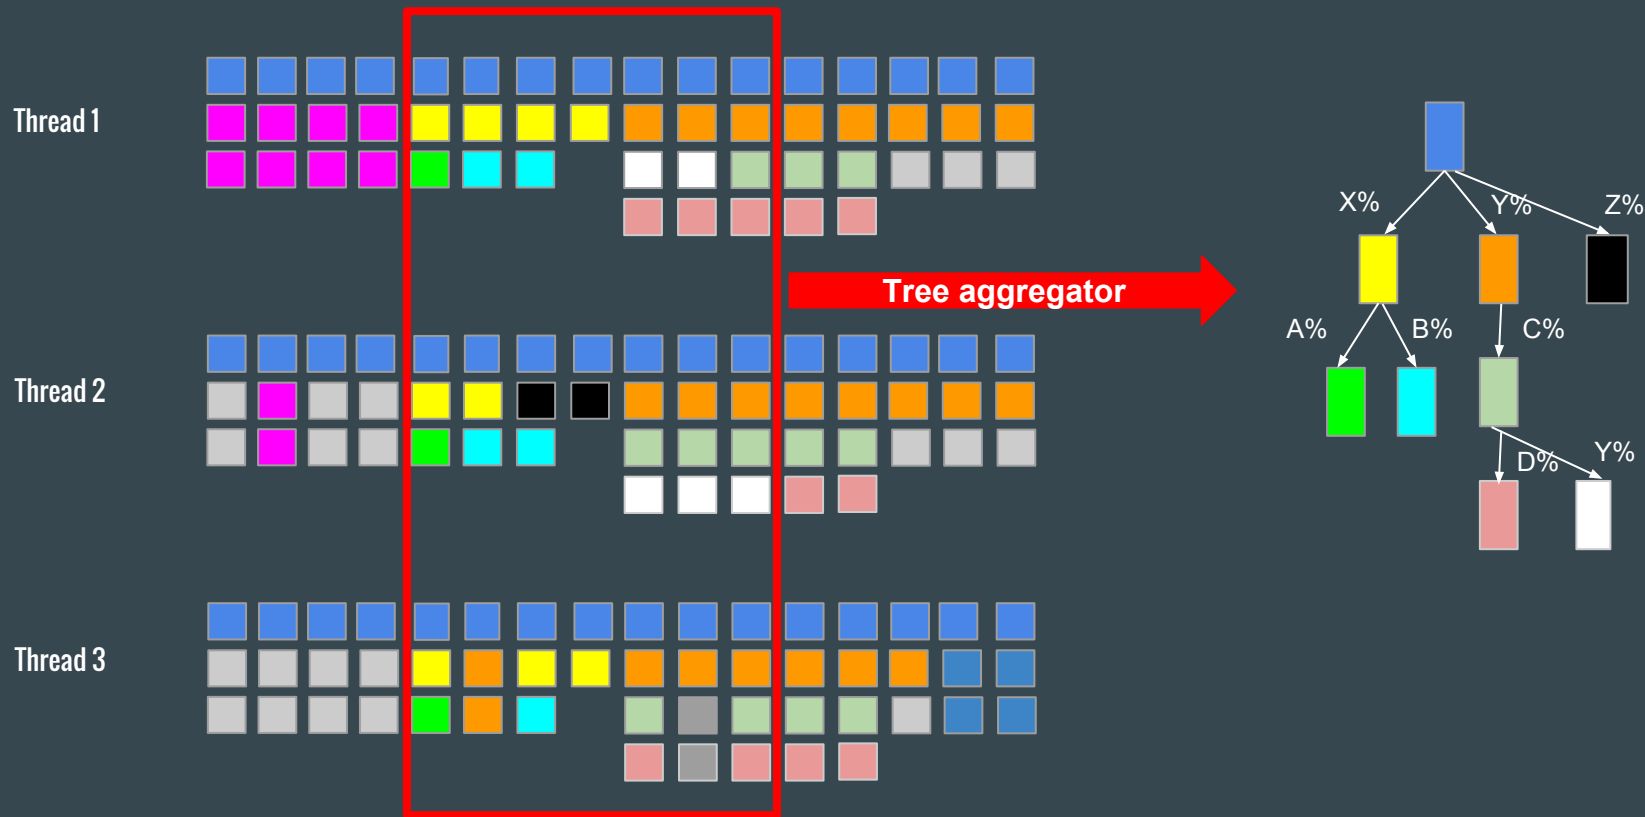 Thread 1
X%
Y%
Z%
Tree aggregator
A%
B%
C%
Thread 2
D%
Y%
Thread 3